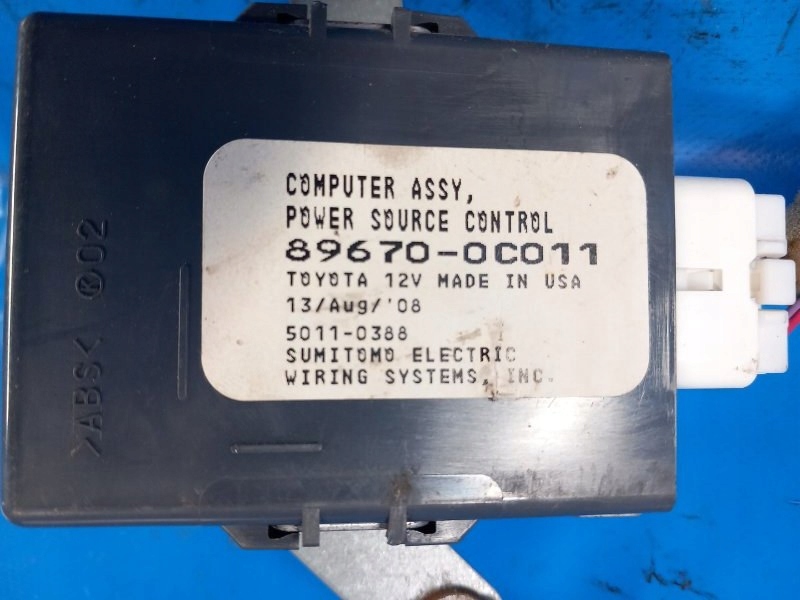 COMPUTER ASSY,
POWER SOURCE CONTROL
89670-0C011
TOYOTA 12V MADE IN USA
13/Aug/'08
5011-0388
SUMITOMO ELECTRIC
WIRING SYSTEMS, INC.
>ABS< ®02